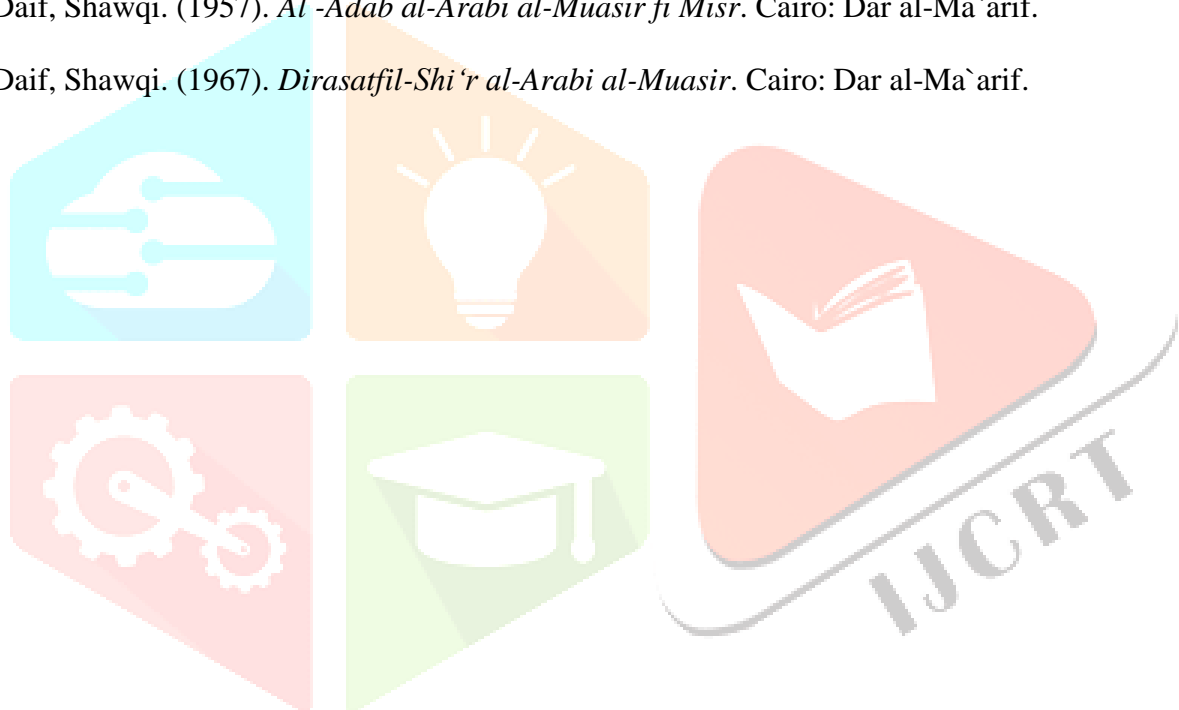 Daif, Shawqi. (1957). Al -Adab al-Arabi al-Muasir fi Misr. Cairo: Dar al-Ma`arif.
Daif, Shawqi. (1967). Dirasatfil-Shi‘r al-Arabi al-Muasir. Cairo: Dar al-Ma`arif.
IJCRT